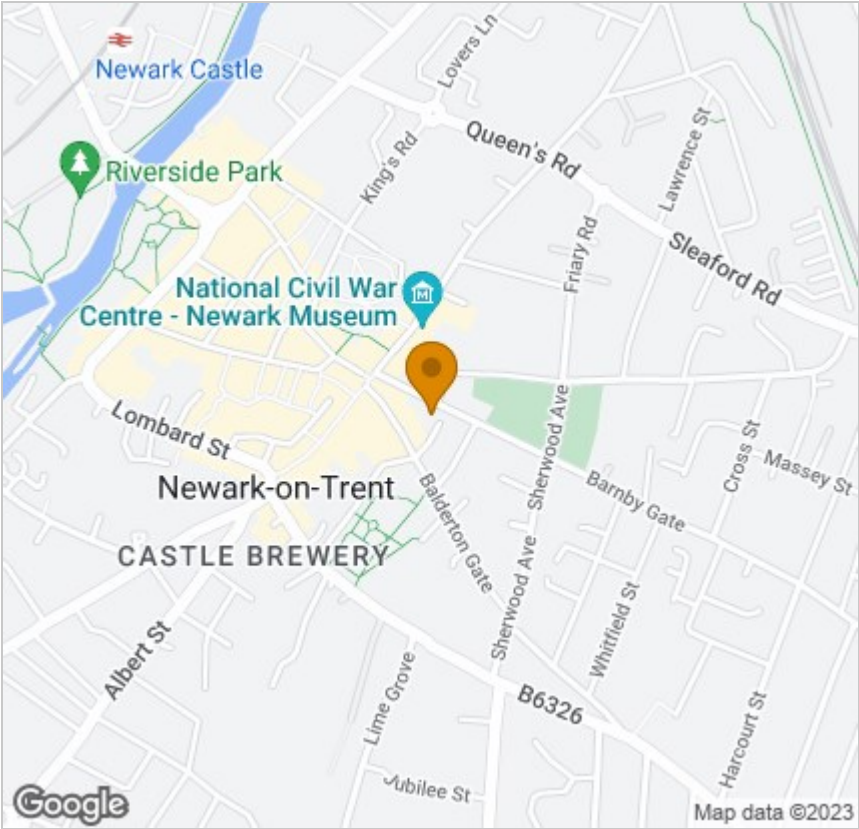 Lovers Ln
Newark Castle
Queen's Rd
Lawrence St
King's Rd
Riverside Park
Friary Rd
Sleaford Rd
National Civil War
Centre - Newark Museum
Lombard St
Sherwood Ave
Cross St
Massey St
Newark-on-Trent
Barnby Gate
Balderton Gate
CASTLE BREWERY
Sherwood Ave
Whitfield St
Albert St
Lime Grove
B6326
Harcourt St
Jubilee St
Google
Map data ©2023